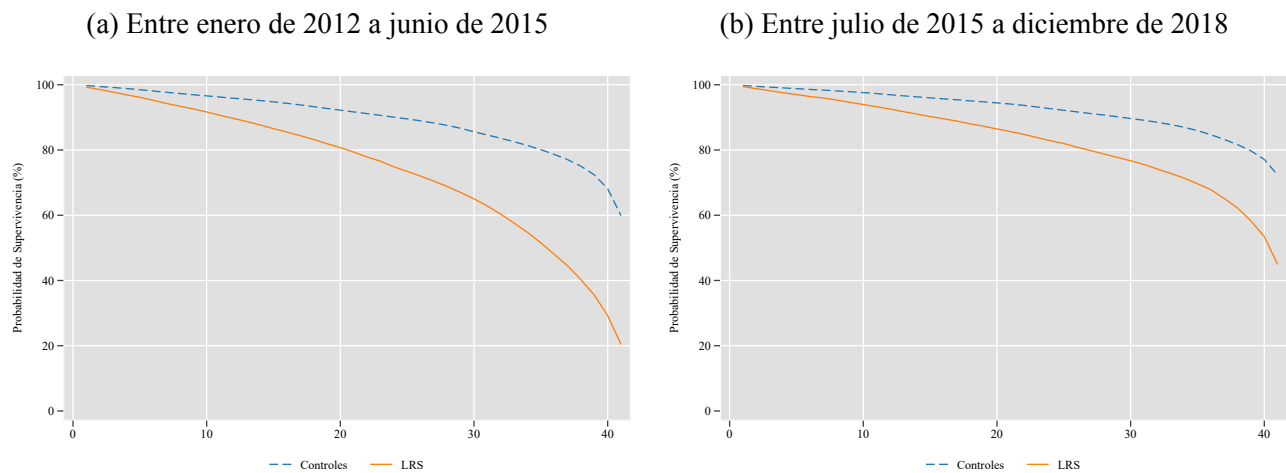 (a) Entre enero de 2012 a junio de 2015
Probabilidad de Supervivencia (%)
100
80
60
40
20
0
0 10 20 30 40
Controles LRS
(b) Entre julio de 2015 a diciembre de 2018
Probabilidad de Supervivencia (%)
100
80
60
40
20
0
0 10 20 30 40
Controles LRS